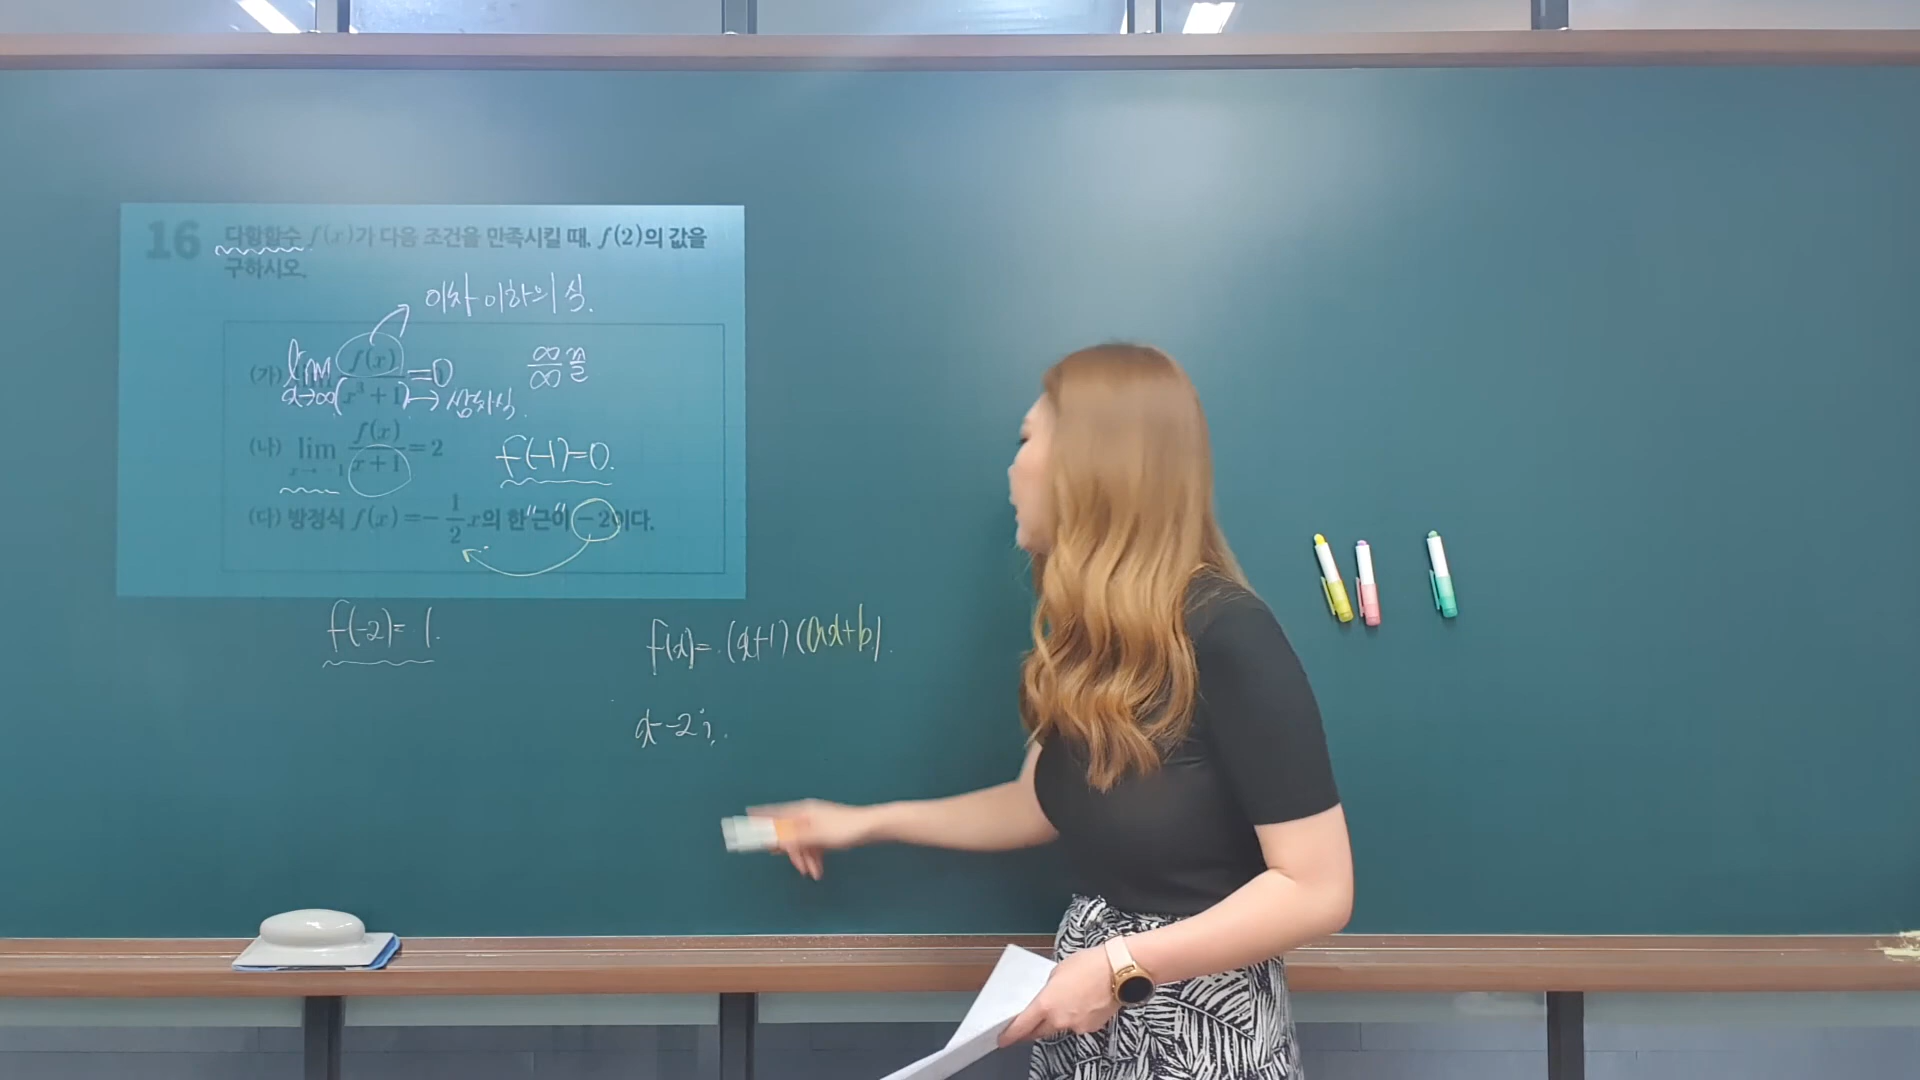 16 다항함수 f(x)가 다음 조건을 만족시킬 때, f(2)의 값을
구하시오.
이차 이하의 식.
(가) lim x→∞ f(x)/(x³+1) =0 ∞/∞꼴
→ 삼차식.
(나) lim x→-1 f(x)/(x+1) = 2 f(-1)=0.
(다) 방정식 f(x)=-1/2 x의 한 "근"이 -2이다.
f(-2)= 1.
f(x)= (x+1)(ax+b).